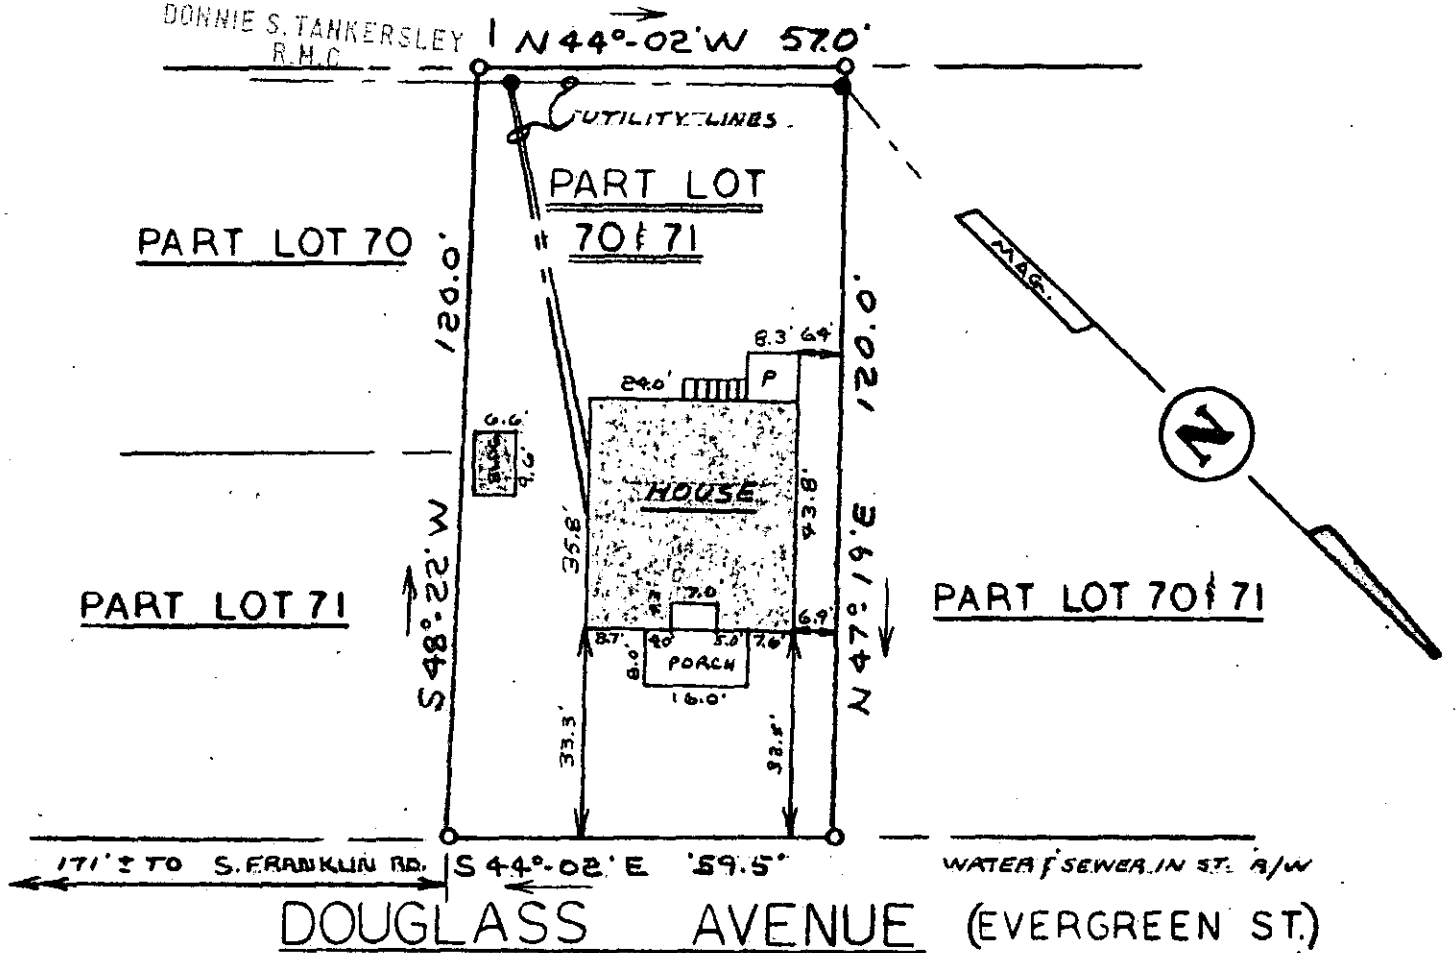 DONNIE S. TANKERSLEY
R.M.C
N 44°-02' W 57.0'
UTILITY LINES
PART LOT
70 & 71
PART LOT 70
120.0'
120.0'
MAG.
N
8.3' 6.4'
P
24.0'
6.6'
BLDG
9.6'
HOUSE
43.8'
35.8'
S 48°-22' W
N 47°-19' E
PART LOT 71
PART LOT 70 & 71
7.0
6.9'
8.7' 4.0' 5.0' 7.6'
8.0'
PORCH
16.0'
33.3'
171' ± TO S. FRANKLIN RD.
S 44°-02' E 59.5'
WATER & SEWER IN ST. R/W
DOUGLASS AVENUE (EVERGREEN ST.)